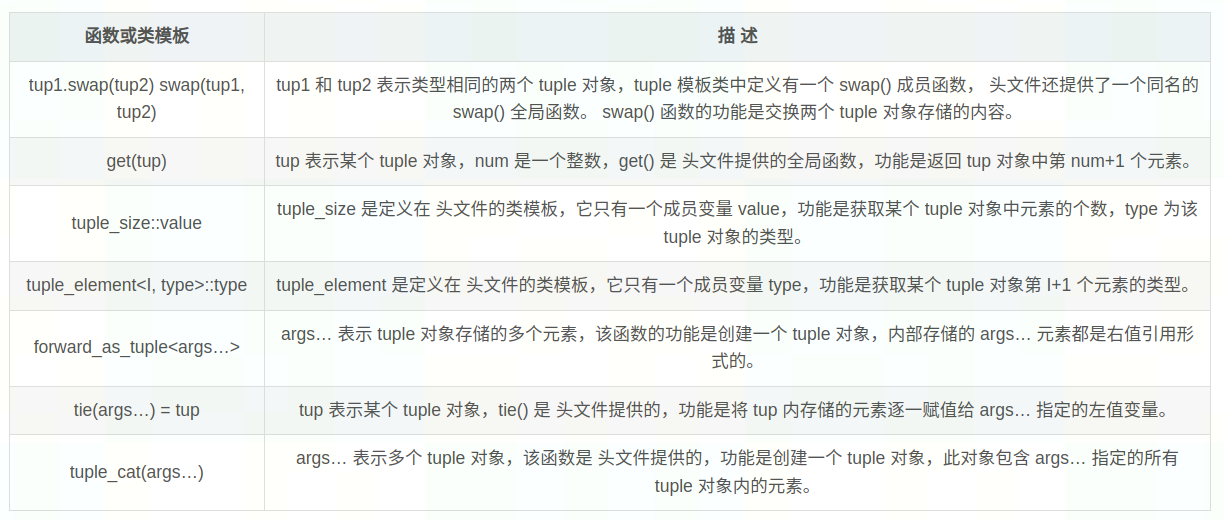 函数或类模板
描 述
tup1.swap(tup2) swap(tup1,
tup2)
tup1 和 tup2 表示类型相同的两个 tuple 对象，tuple 模板类中定义有一个 swap() 成员函数， 头文件还提供了一个同名的
swap() 全局函数。 swap() 函数的功能是交换两个 tuple 对象存储的内容。
get(tup)
tup 表示某个 tuple 对象，num 是一个整数，get() 是 头文件提供的全局函数，功能是返回 tup 对象中第 num+1 个元素。
tuple_size::value
tuple_size 是定义在 头文件的类模板，它只有一个成员变量 value，功能是获取某个 tuple 对象中元素的个数，type 为该
tuple 对象的类型。
tuple_element<I, type>::type
tuple_element 是定义在 头文件的类模板，它只有一个成员变量 type，功能是获取某个 tuple 对象第 I+1 个元素的类型。
forward_as_tuple<args…>
args… 表示 tuple 对象存储的多个元素，该函数的功能是创建一个 tuple 对象，内部存储的 args… 元素都是右值引用形
式的。
tie(args…) = tup
tup 表示某个 tuple 对象，tie() 是 头文件提供的，功能是将 tup 内存储的元素逐一赋值给 args… 指定的左值变量。
tuple_cat(args…)
args… 表示多个 tuple 对象，该函数是 头文件提供的，功能是创建一个 tuple 对象，此对象包含 args… 指定的所有
tuple 对象内的元素。